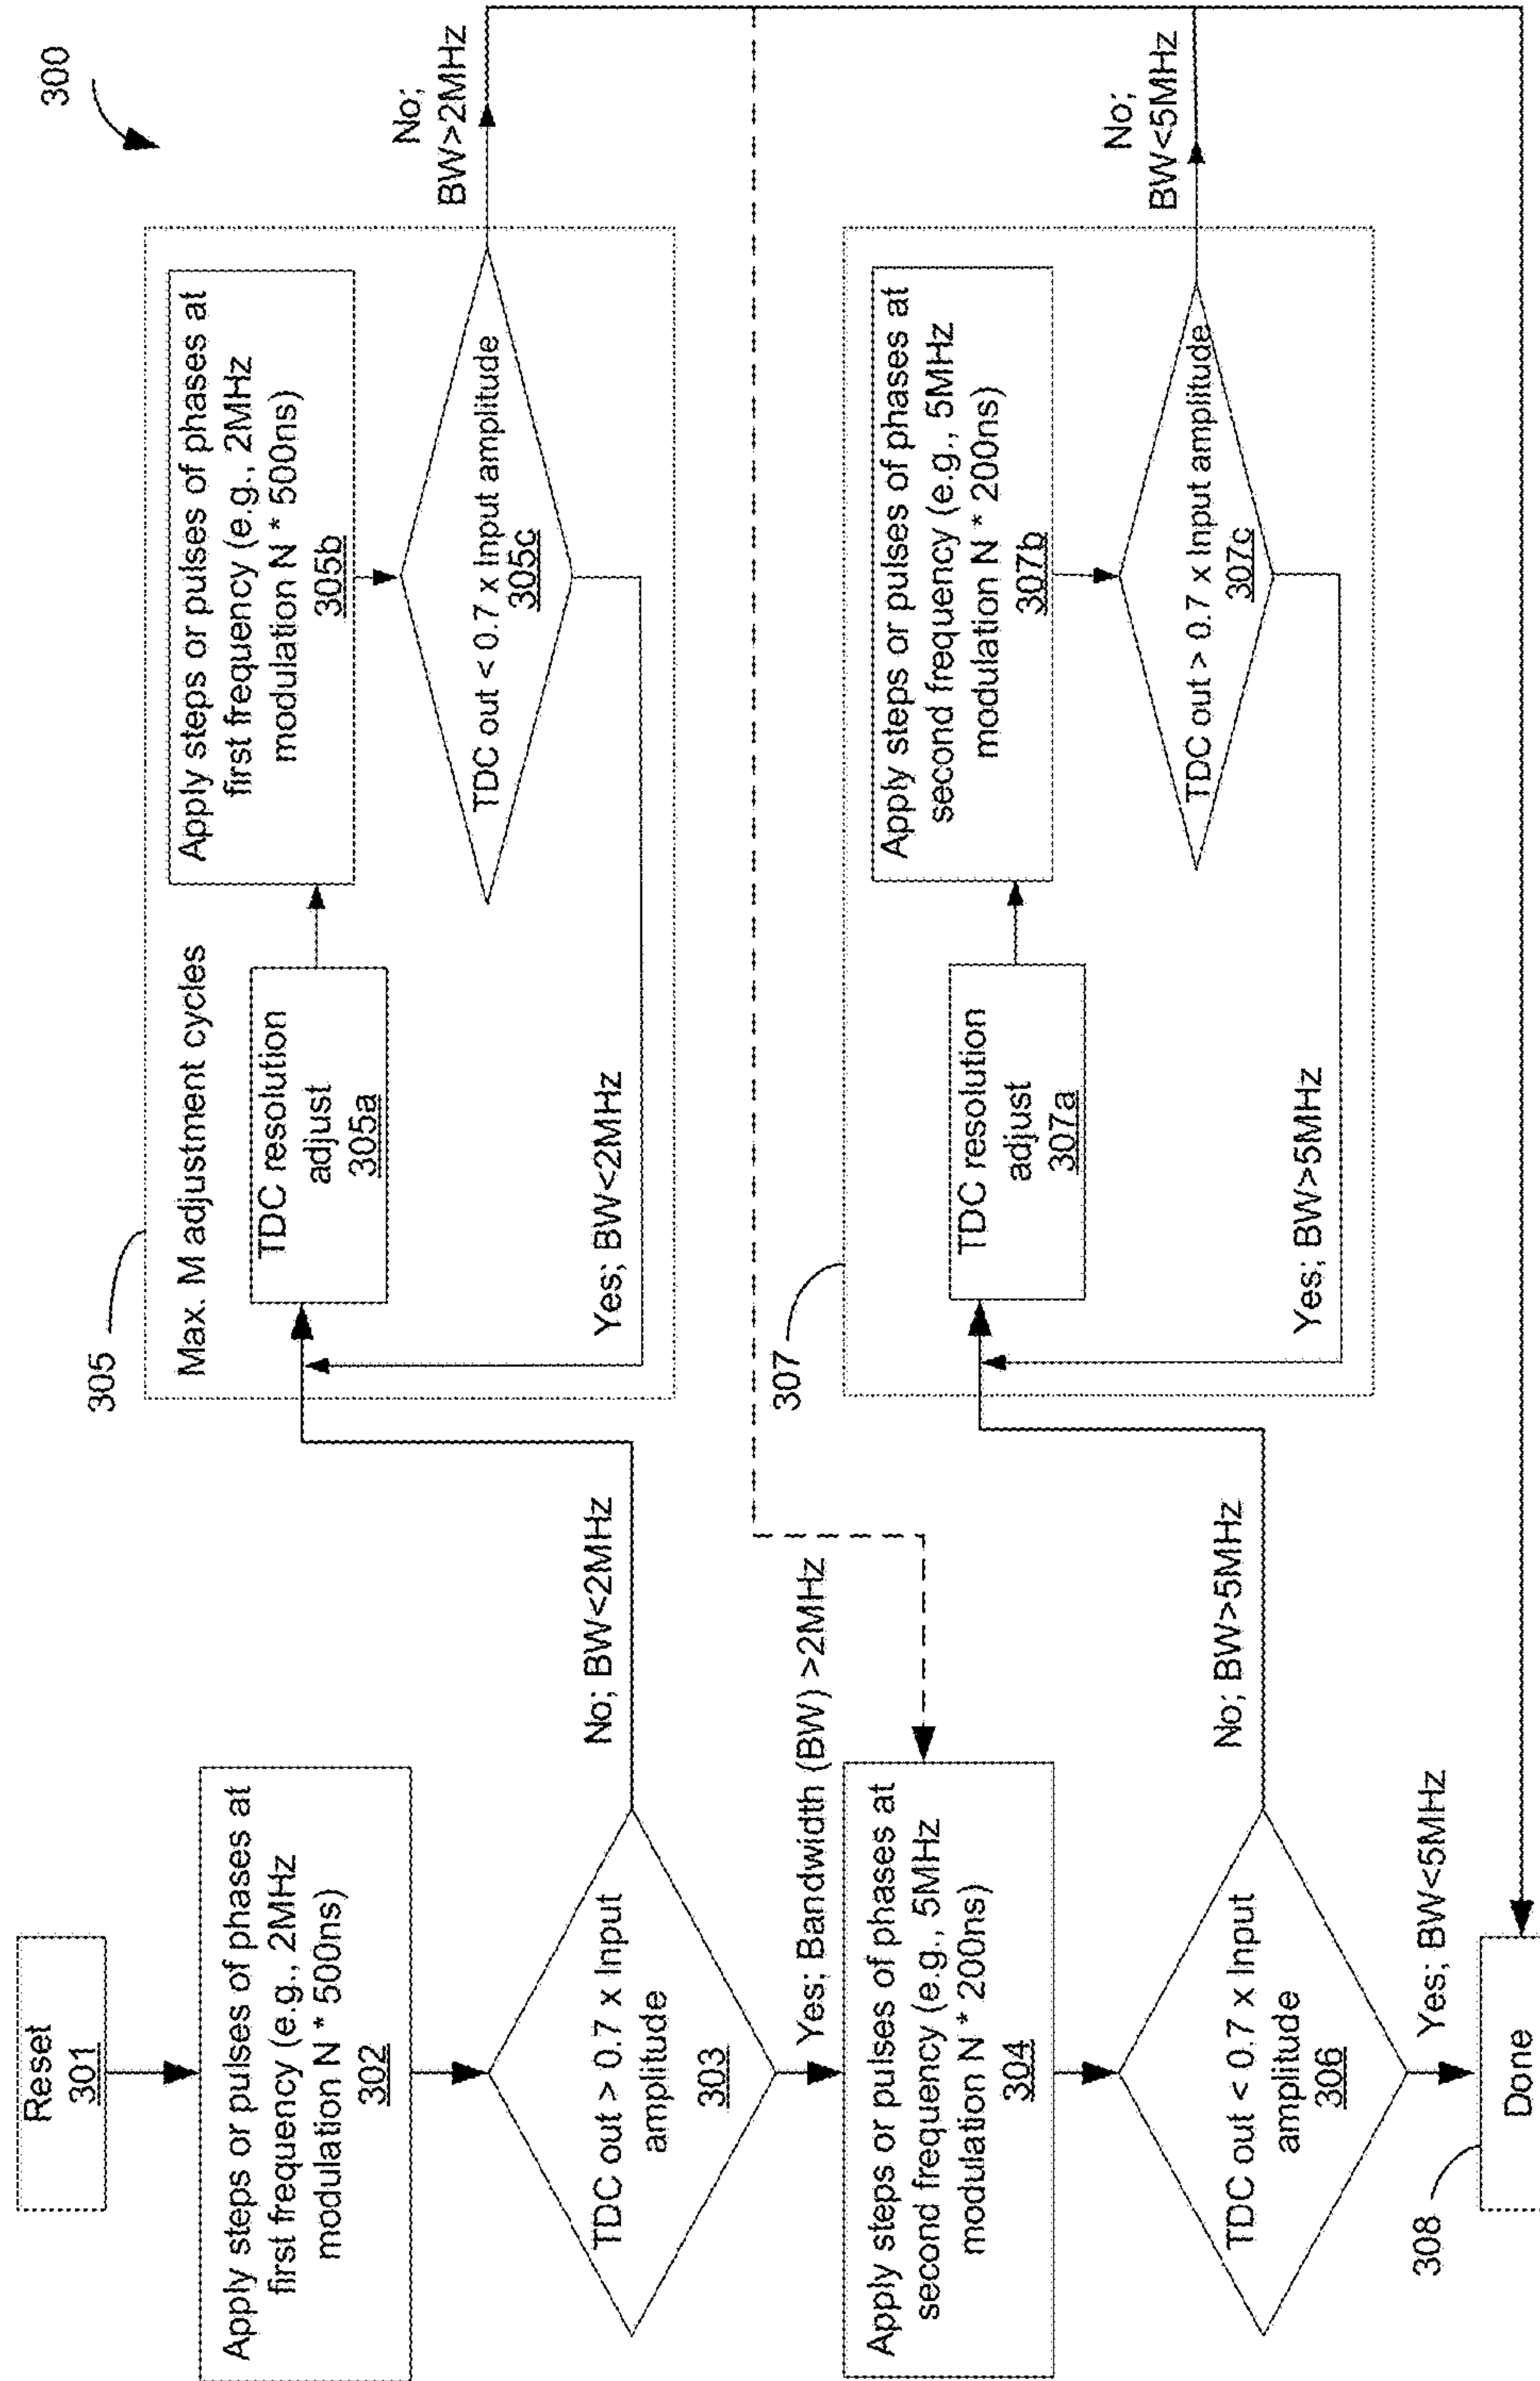 300
Reset
301
Apply steps or pulses of phases at
first frequency (e.g., 2MHz
modulation N * 500ns)
302
TDC out > 0.7 x Input
amplitude
303
No; BW<2MHz
Yes; Bandwidth (BW) >2MHz
305
Max. M adjustment cycles
TDC resolution
adjust
305a
Apply steps or pulses of phases at
first frequency (e.g., 2MHz
modulation N * 500ns)
305b
TDC out < 0.7 x Input amplitude
305c
Yes; BW<2MHz
No;
BW>2MHz
Apply steps or pulses of phases at
second frequency (e.g., 5MHz
modulation N * 200ns)
304
TDC out < 0.7 x Input
amplitude
306
No; BW>5MHz
Yes; BW<5MHz
307
TDC resolution
adjust
307a
Apply steps or pulses of phases at
second frequency (e.g., 5MHz
modulation N * 200ns)
307b
TDC out > 0.7 x Input amplitude
307c
Yes; BW>5MHz
No;
BW<5MHz
308
Done